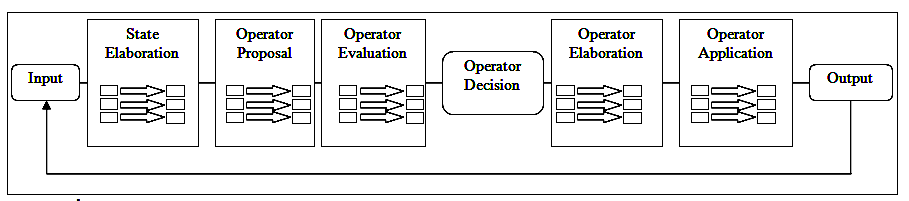 Input
State
Elaboration
Operator
Proposal
Operator
Evaluation
Operator
Decision
Operator
Elaboration
Operator
Application
Output